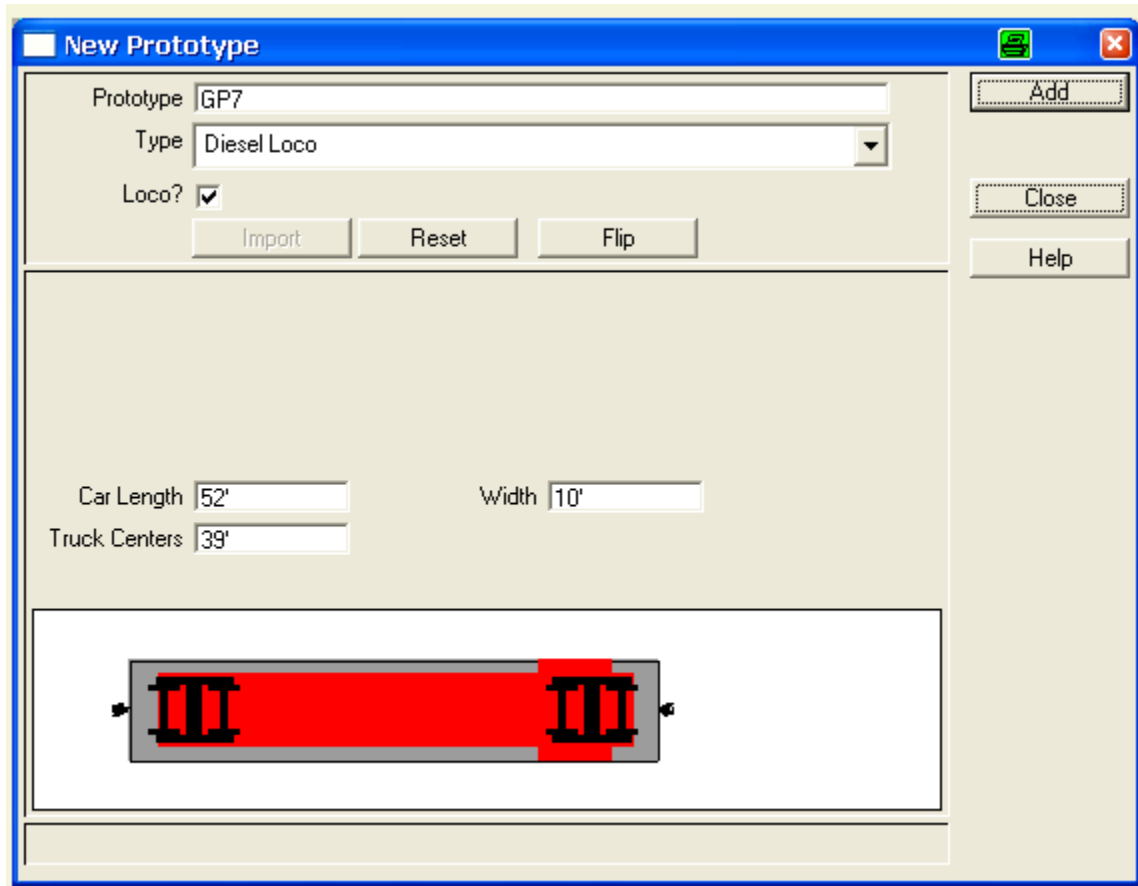 New Prototype
Prototype GP7 Add
Type Diesel Loco
Loco? Close
Import Reset Flip
Help
Car Length 52' Width 10'
Truck Centers 39'